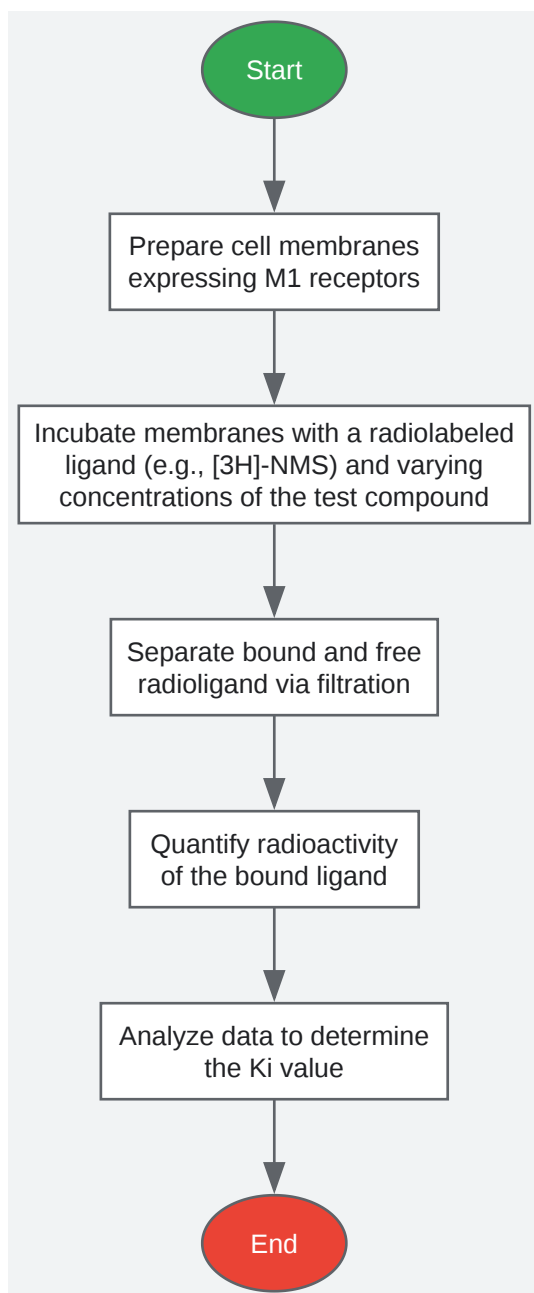 Start
Prepare cell membranes
expressing M1 receptors
Incubate membranes with a radiolabeled
ligand (e.g., [3H]-NMS) and varying
concentrations of the test compound
Separate bound and free
radioligand via filtration
Quantify radioactivity
of the bound ligand
Analyze data to determine
the Ki value
End